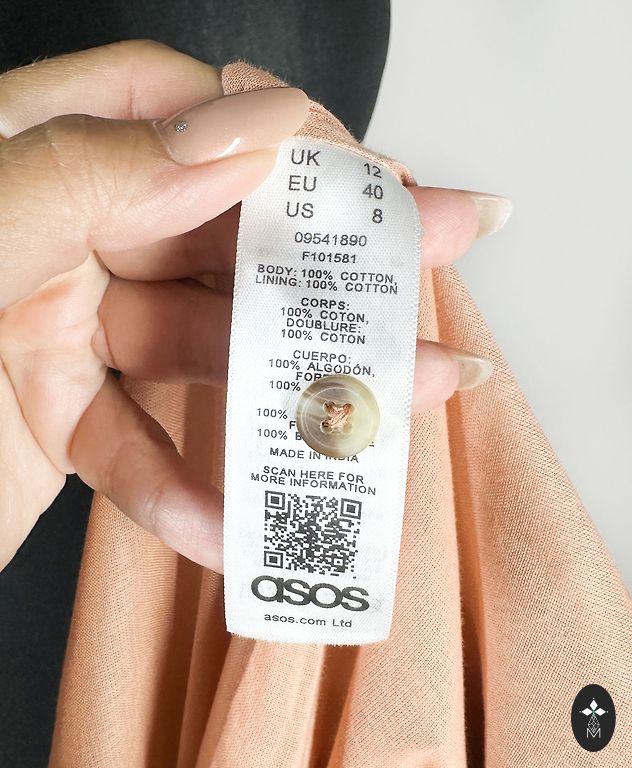 UK 12
EU 40
US 8
09541890
F101581
BODY: 100% COTTON,
LINING: 100% COTTON
CORPS:
100% COTON,
DOUBLURE:
100% COTON
CUERPO:
100% ALGODÓN,
100%
100%
100%
MADE IN INDIA
SCAN HERE FOR
MORE INFORMATION
asos
asos.com Ltd
M